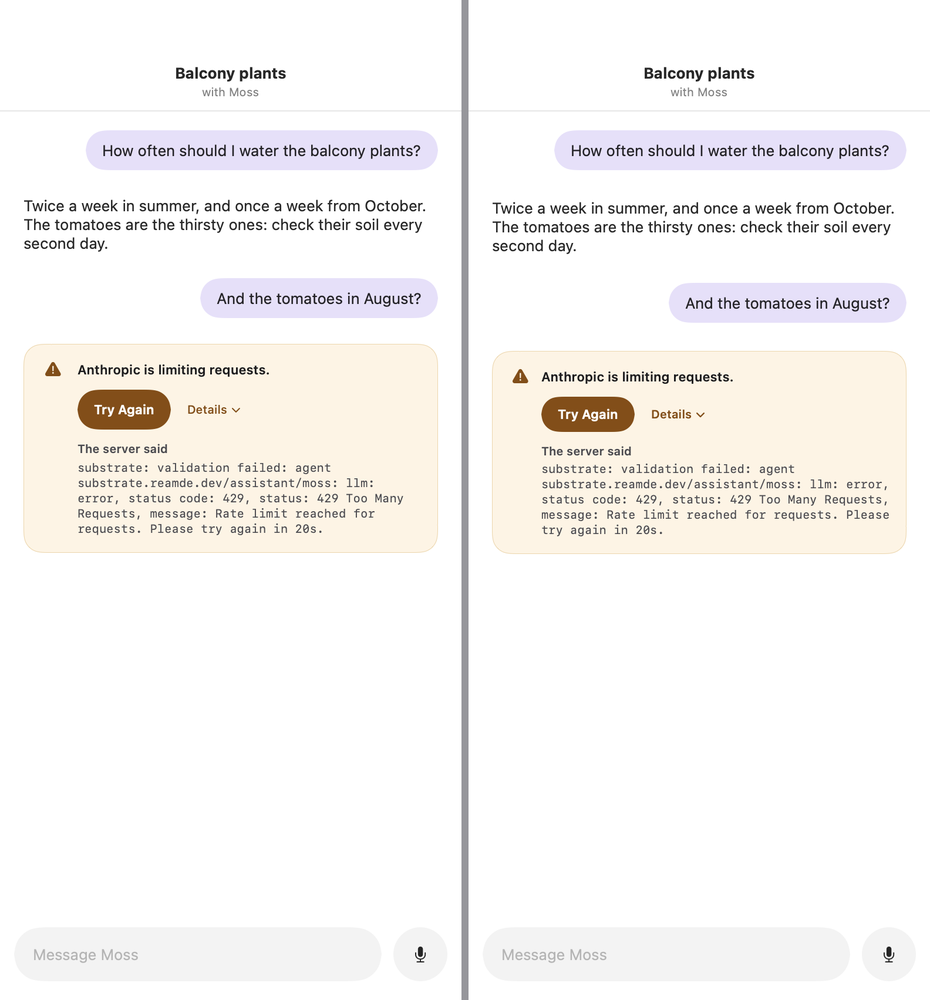 Balcony plants
with Moss
How often should I water the balcony plants?
Twice a week in summer, and once a week from October.
The tomatoes are the thirsty ones: check their soil every
second day.
And the tomatoes in August?
Anthropic is limiting requests.
Try Again
Details
The server said
substrate: validation failed: agent
substrate.reamde.dev/assistant/moss: llm:
error, status code: 429, status: 429 Too Many
Requests, message: Rate limit reached for
requests. Please try again in 20s.
Message Moss
Balcony plants
with Moss
How often should I water the balcony plants?
Twice a week in summer, and once a week from October.
The tomatoes are the thirsty ones: check their soil every
second day.
And the tomatoes in August?
Anthropic is limiting requests.
Try Again
Details
The server said
substrate: validation failed: agent
substrate.reamde.dev/assistant/moss: llm: error,
status code: 429, status: 429 Too Many Requests,
message: Rate limit reached for requests. Please
try again in 20s.
Message Moss